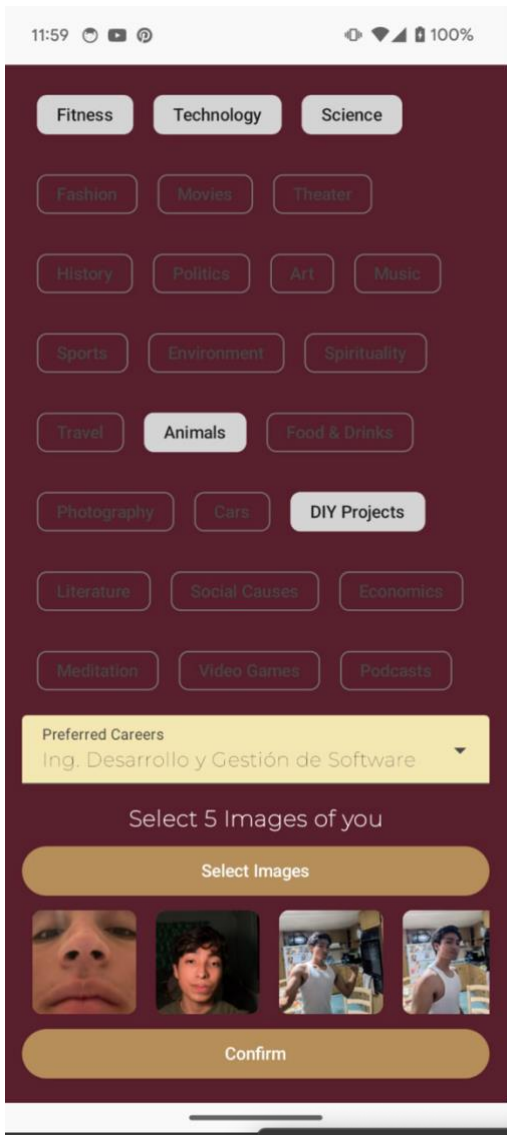 11:59 100%
Fitness Technology Science
Fashion Movies Theater
History Politics Art Music
Sports Environment Spirituality
Travel Animals Food & Drinks
Photography Cars DIY Projects
Literature Social Causes Economics
Meditation Video Games Podcasts
Preferred Careers
Ing. Desarrollo y Gestión de Software
Select 5 Images of you
Select Images
Confirm